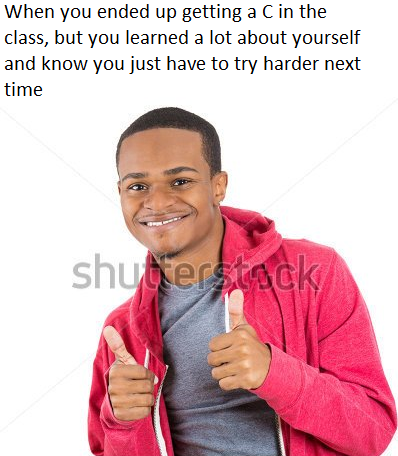 When you ended up getting a C in the
class, but you learned a lot about yourself
and know you just have to try harder next
time
shutterstock